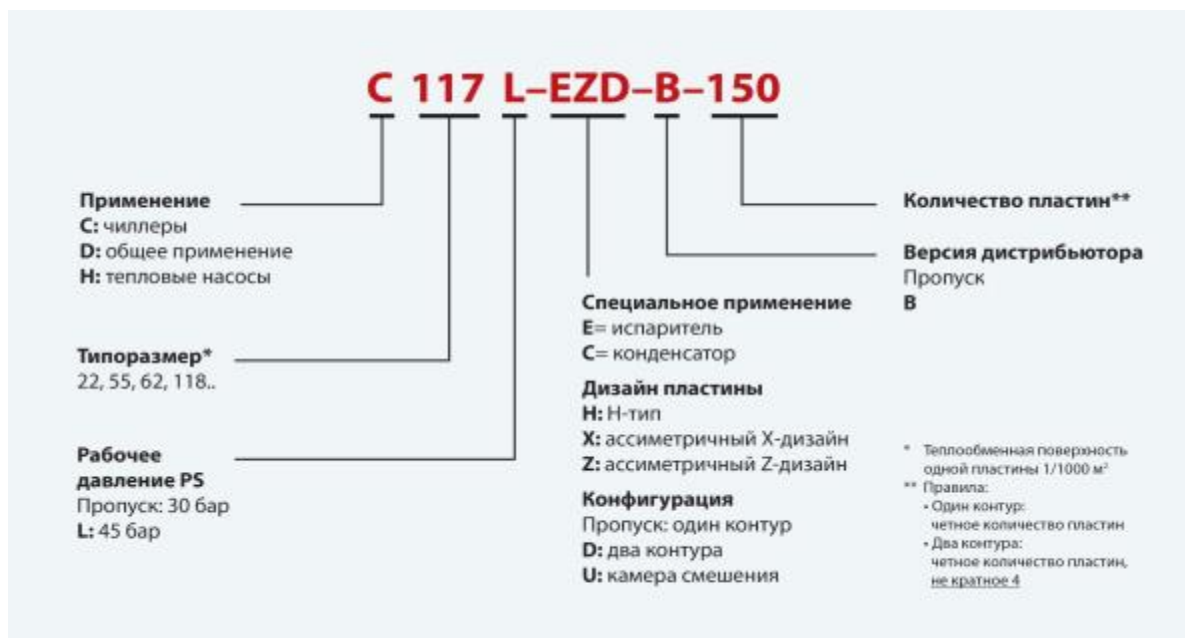 C 117 L–EZD–B–150
Применение
C: чиллеры
D: общее применение
H: тепловые насосы
Типоразмер*
22, 55, 62, 118..
Рабочее
давление PS
Пропуск: 30 бар
L: 45 бар
Специальное применение
E= испаритель
C= конденсатор
Дизайн пластины
H: H-тип
X: ассиметричный X-дизайн
Z: ассиметричный Z-дизайн
Конфигурация
Пропуск: один контур
D: два контура
U: камера смешения
Количество пластин**
Версия дистрибьютора
Пропуск
B
* Теплообменная поверхность
одной пластины 1/1000 м²
** Правила:
• Один контур:
четное количество пластин
• Два контура:
четное количество пластин,
не кратное 4